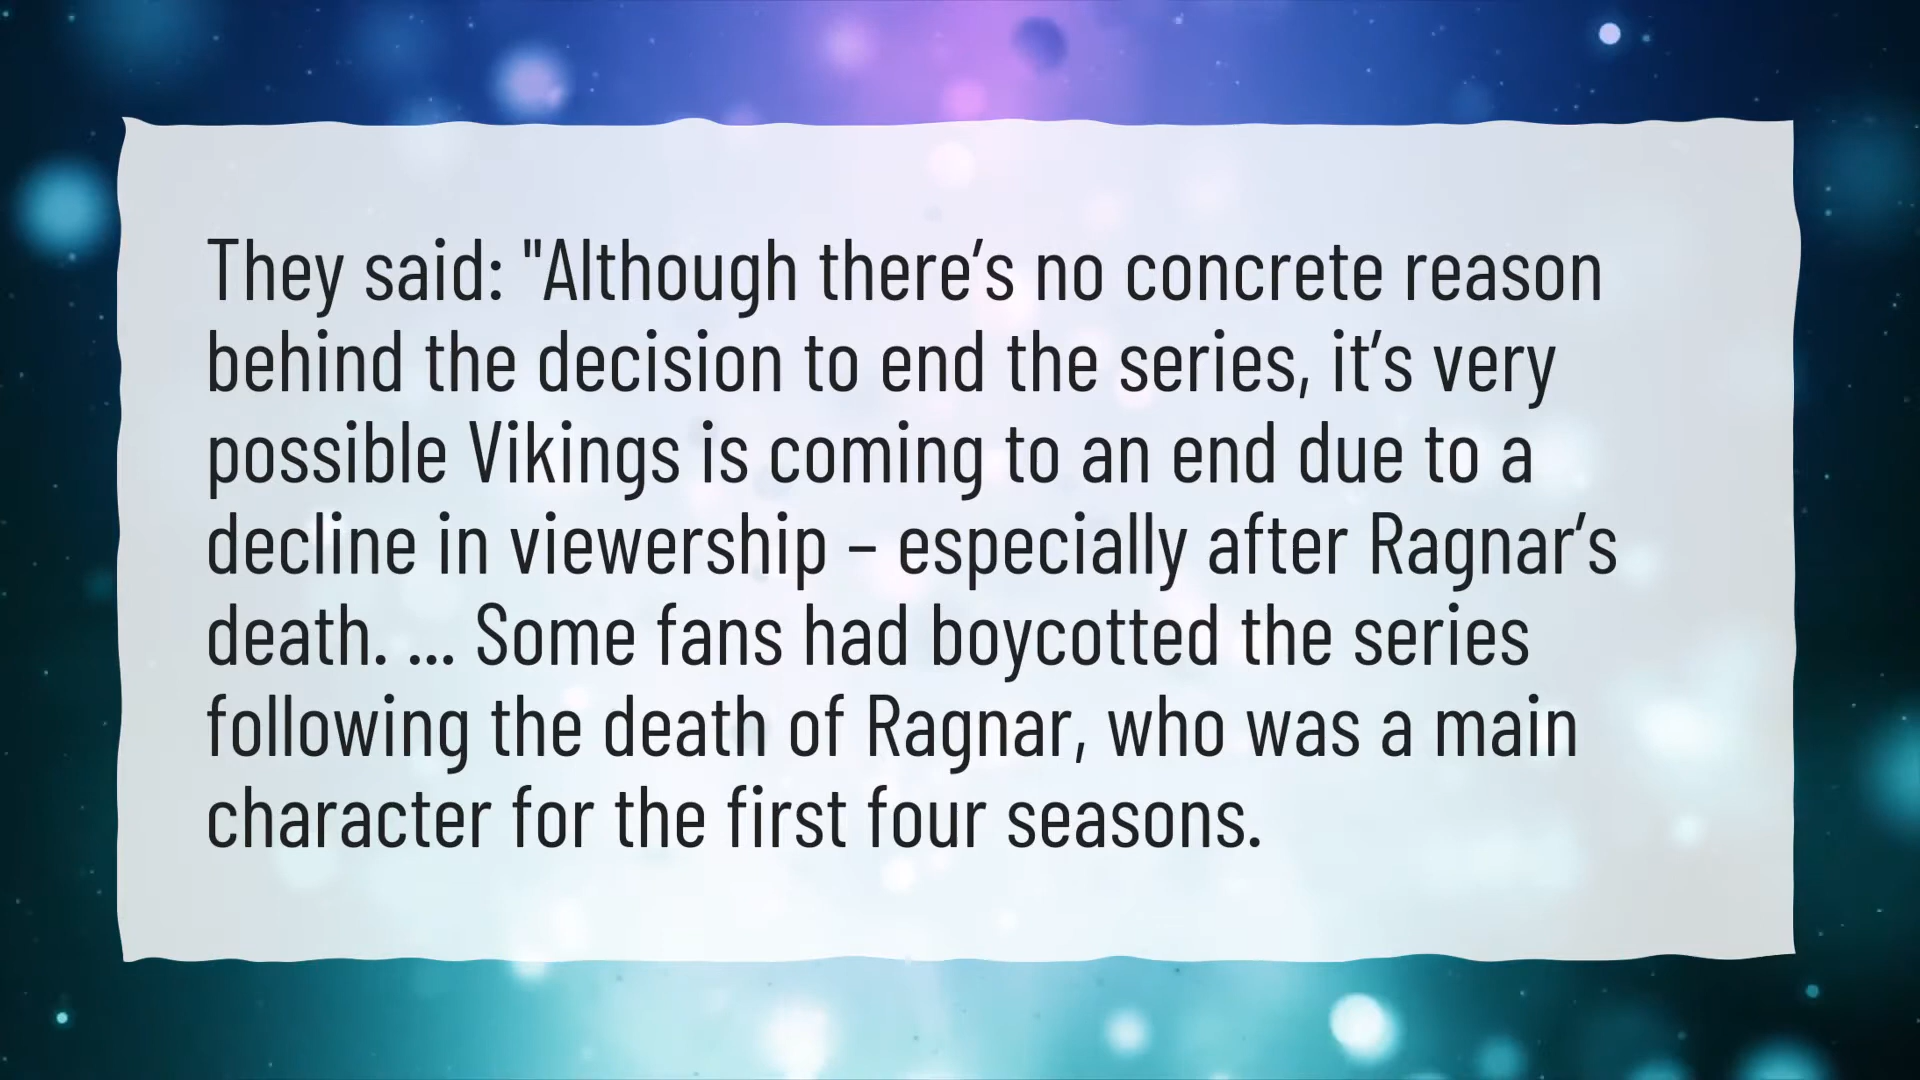 They said: "Although there’s no concrete reason
behind the decision to end the series, it’s very
possible Vikings is coming to an end due to a
decline in viewership – especially after Ragnar’s
death. ... Some fans had boycotted the series
following the death of Ragnar, who was a main
character for the first four seasons.